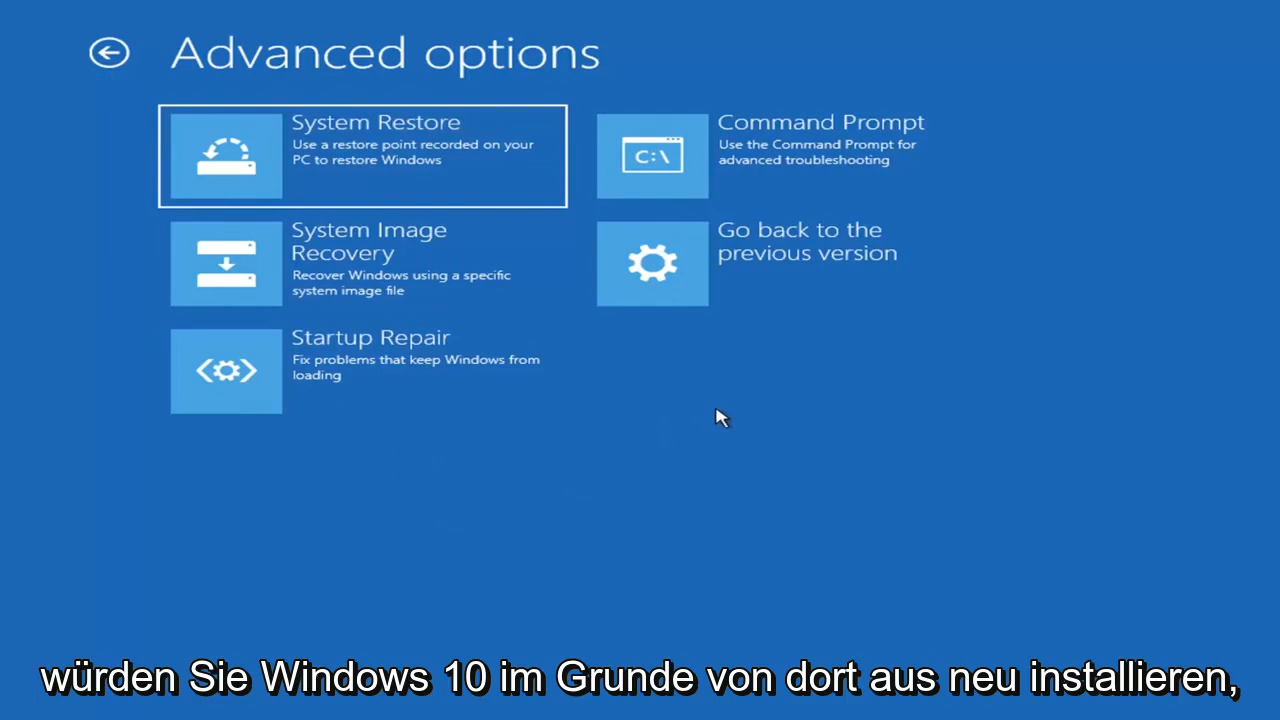 Advanced options
System Restore
Use a restore point recorded on your
PC to restore Windows
System Image
Recovery
Recover Windows using a specific
system image file
Startup Repair
Fix problems that keep Windows from
loading
C:\
Command Prompt
Use the Command Prompt for
advanced troubleshooting
Go back to the
previous version
würden Sie Windows 10 im Grunde von dort aus neu installieren,